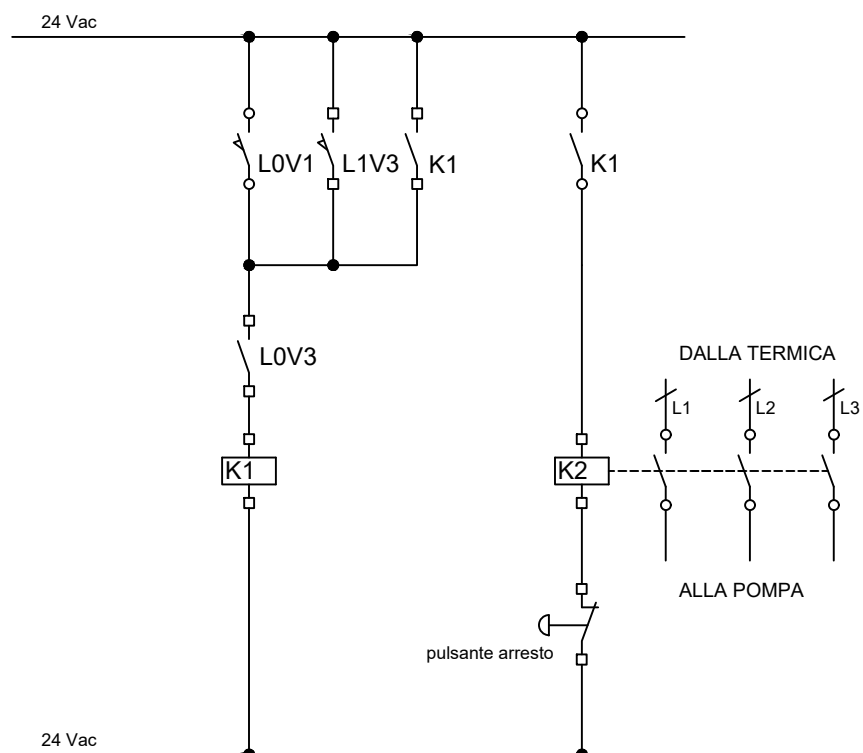 24 Vac
L0V1
L1V3
K1
K1
L0V3
DALLA TERMICA
L1
L2
L3
K1
K2
ALLA POMPA
pulsante arresto
24 Vac